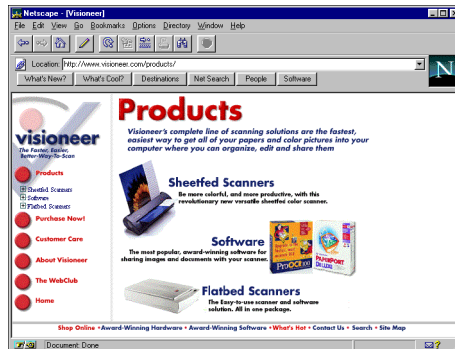 Netscape - [Visioneer]
File Edit View Go Bookmarks Options Directory Window Help
Location: http://www.visioneer.com/products/
What's New? What's Cool? Destinations Net Search People Software
N
visioneer
The Faster, Easier,
Better-Way-To-Scan
Products
Sheetfed Scanners
Software
Flatbed Scanners
Purchase Now!
Customer Care
About Visioneer
The WebClub
Home
Products
Visioneer's complete line of scanning solutions are the fastest,
easiest way to get all of your papers and color pictures into your
computer where you can organize, edit and share them
Sheetfed Scanners
Be more colorful, and more productive, with this
revolutionary new versatile sheetfed color scanner.
Software
The most popular, award-winning software for
sharing images and documents with your scanner.
ProOCR100
PaperPort
Deluxe
Flatbed Scanners
The Easy-to-use scanner and software
solution. All in one package.
Shop Online • Award-Winning Hardware • Award-Winning Software • What's Hot • Contact Us • Search • Site Map
Document: Done